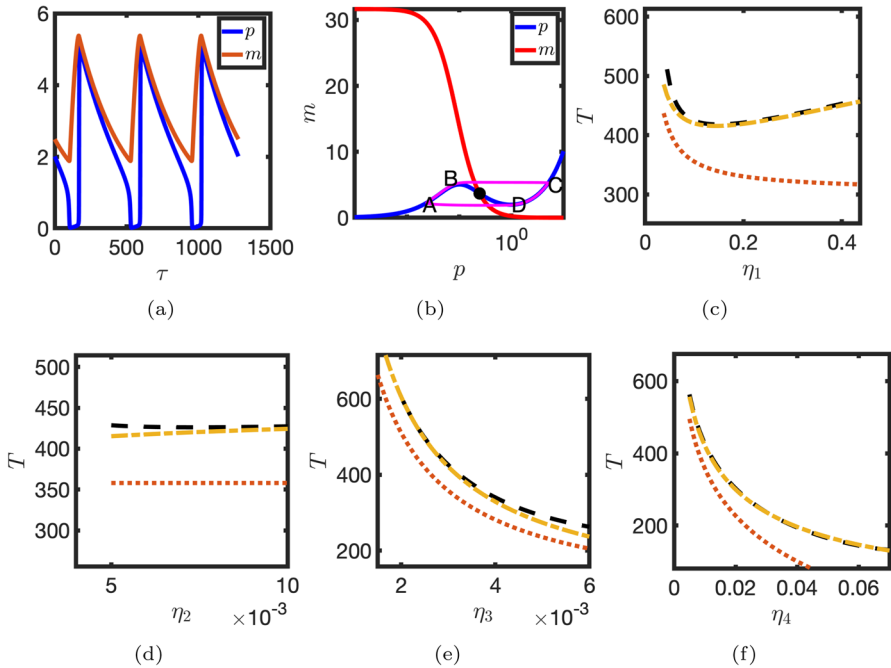 6
4
2
0
0 500 1000 1500
τ
p
m
(a)
30
20
10
0
m
10⁰
p
p
m
A
B
C
D
(b)
600
500
400
300
T
0 0.2 0.4
η₁
(c)
500
450
400
350
300
T
5 10
η₂ ×10⁻³
(d)
600
400
200
T
2 4 6
η₃ ×10⁻³
(e)
600
400
200
T
0 0.02 0.04 0.06
η₄
(f)